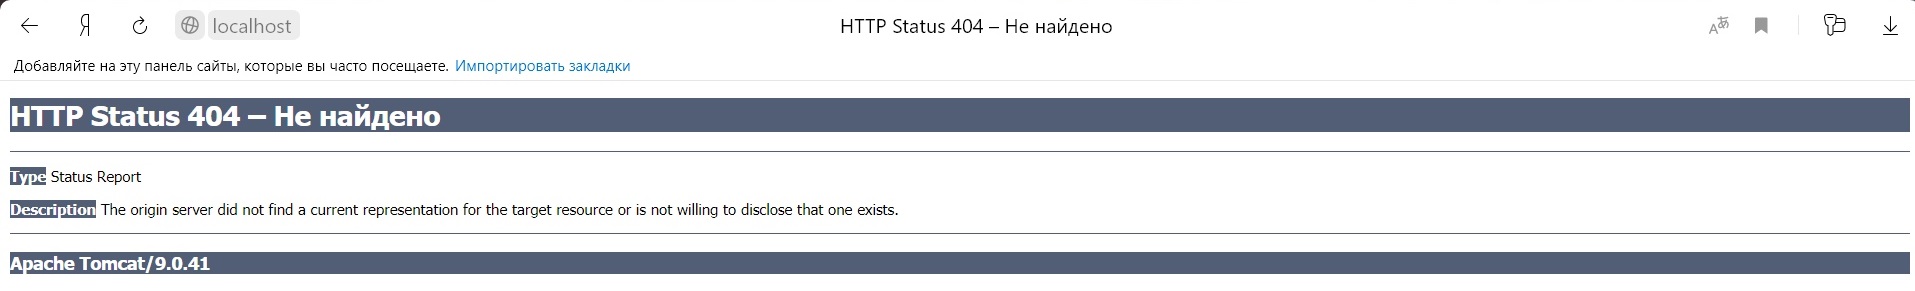 Я localhost HTTP Status 404 – Не найдено
Добавляйте на эту панель сайты, которые вы часто посещаете. Импортировать закладки
HTTP Status 404 – Не найдено
Type Status Report
Description The origin server did not find a current representation for the target resource or is not willing to disclose that one exists.
Apache Tomcat/9.0.41